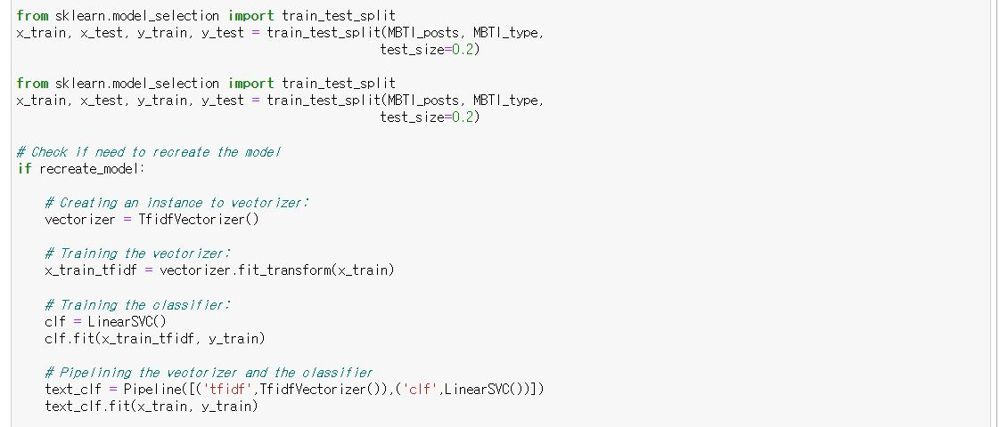 from sklearn.model_selection import train_test_split
x_train, x_test, y_train, y_test = train_test_split(MBTI_posts, MBTI_type,
                                                    test_size=0.2)

from sklearn.model_selection import train_test_split
x_train, x_test, y_train, y_test = train_test_split(MBTI_posts, MBTI_type,
                                                    test_size=0.2)

# Check if need to recreate the model
if recreate_model:

    # Creating an instance to vectorizer:
    vectorizer = TfidfVectorizer()

    # Training the vectorizer:
    x_train_tfidf = vectorizer.fit_transform(x_train)

    # Training the classifier:
    clf = LinearSVC()
    clf.fit(x_train_tfidf, y_train)

    # Pipelining the vectorizer and the classifier
    text_clf = Pipeline([('tfidf',TfidfVectorizer()),('clf',LinearSVC())])
    text_clf.fit(x_train, y_train)